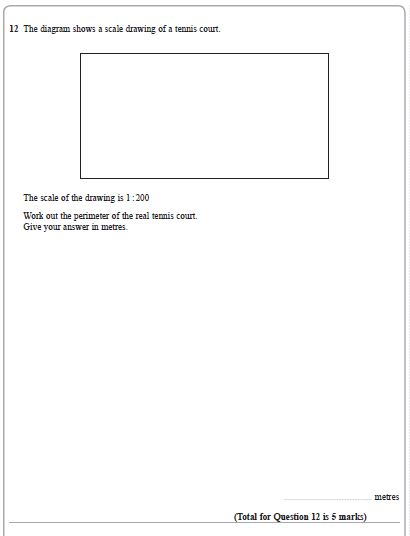 12 The diagram shows a scale drawing of a tennis court.
The scale of the drawing is 1 : 200
Work out the perimeter of the real tennis court.
Give your answer in metres.
metres
(Total for Question 12 is 5 marks)